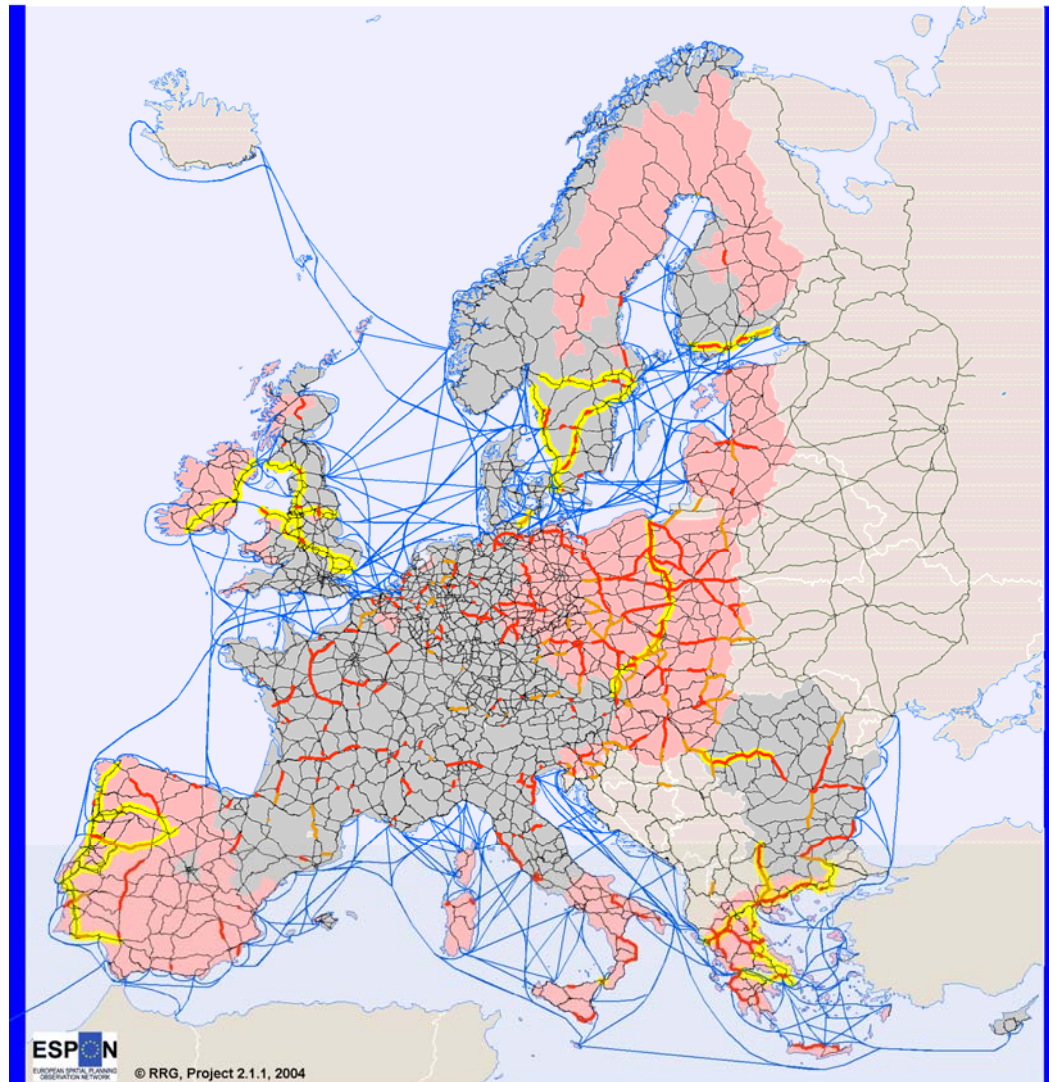 ESPON
EUROPEAN SPATIAL PLANNING
OBSERVATION NETWORK
© RRG, Project 2.1.1, 2004